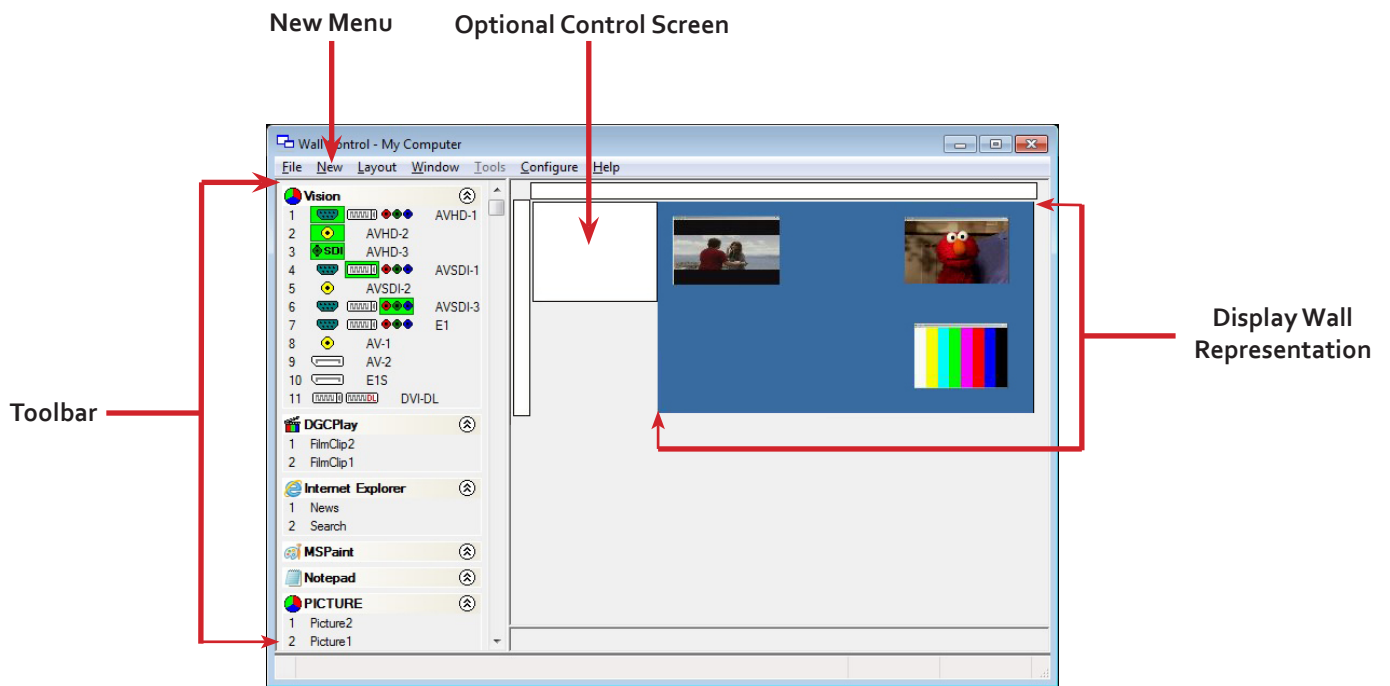 New Menu
Optional Control Screen
Wall Control - My Computer
File New Layout Window Tools Configure Help
Vision
1 AVHD-1
2 AVHD-2
3 SDI AVHD-3
4 AVSDI-1
5 AVSDI-2
6 AVSDI-3
7 E1
8 AV-1
9 AV-2
10 E1S
11 DL DVI-DL
DGCPlay
1 FilmClip2
2 FilmClip1
Internet Explorer
1 News
2 Search
MSPaint
Notepad
PICTURE
1 Picture2
2 Picture1
Toolbar
Display Wall
Representation